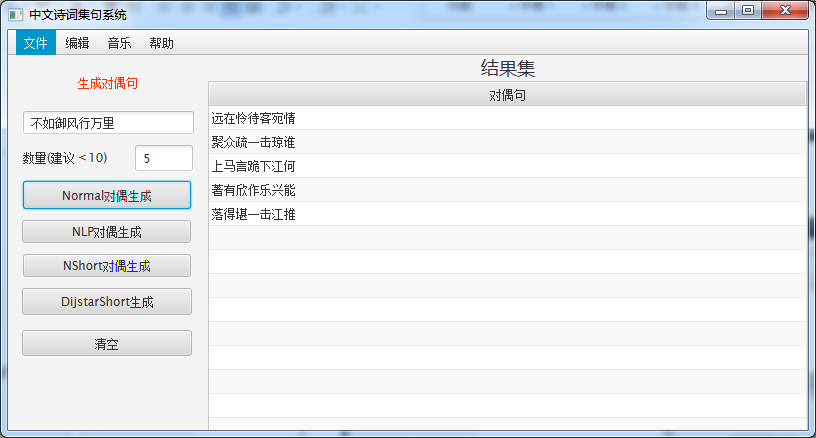 中文诗词集句系统
文件 编辑 音乐 帮助
生成对偶句
不如御风行万里
数量(建议 <10) 5
Normal对偶生成
NLP对偶生成
NShort对偶生成
DijstarShort生成
清空
结果集
对偶句
远在怜待客宛情
聚众疏一击琼谁
上马言跪下江何
著有欣作乐兴能
落得堪一击江推